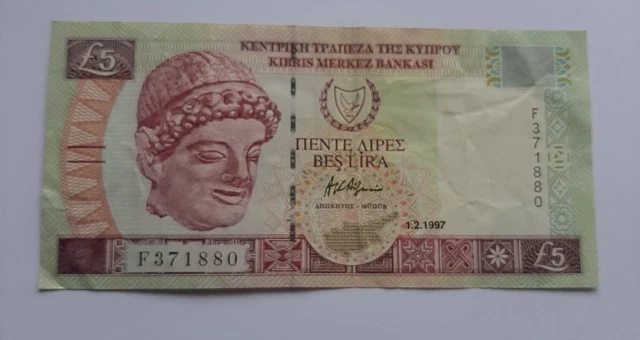 £5
ΚΕΝΤΡΙΚΗ ΤΡΑΠΕΖΑ ΤΗΣ ΚΥΠΡΟΥ
KIBRIS MERKEZ BANKASI
ΠΕΝΤΕ ΛΙΡΕΣ
BEŞ LİRA
ΔΙΟΙΚΗΤΗΣ - MÜDÜR
1.2.1997
F371880
F371880
£5